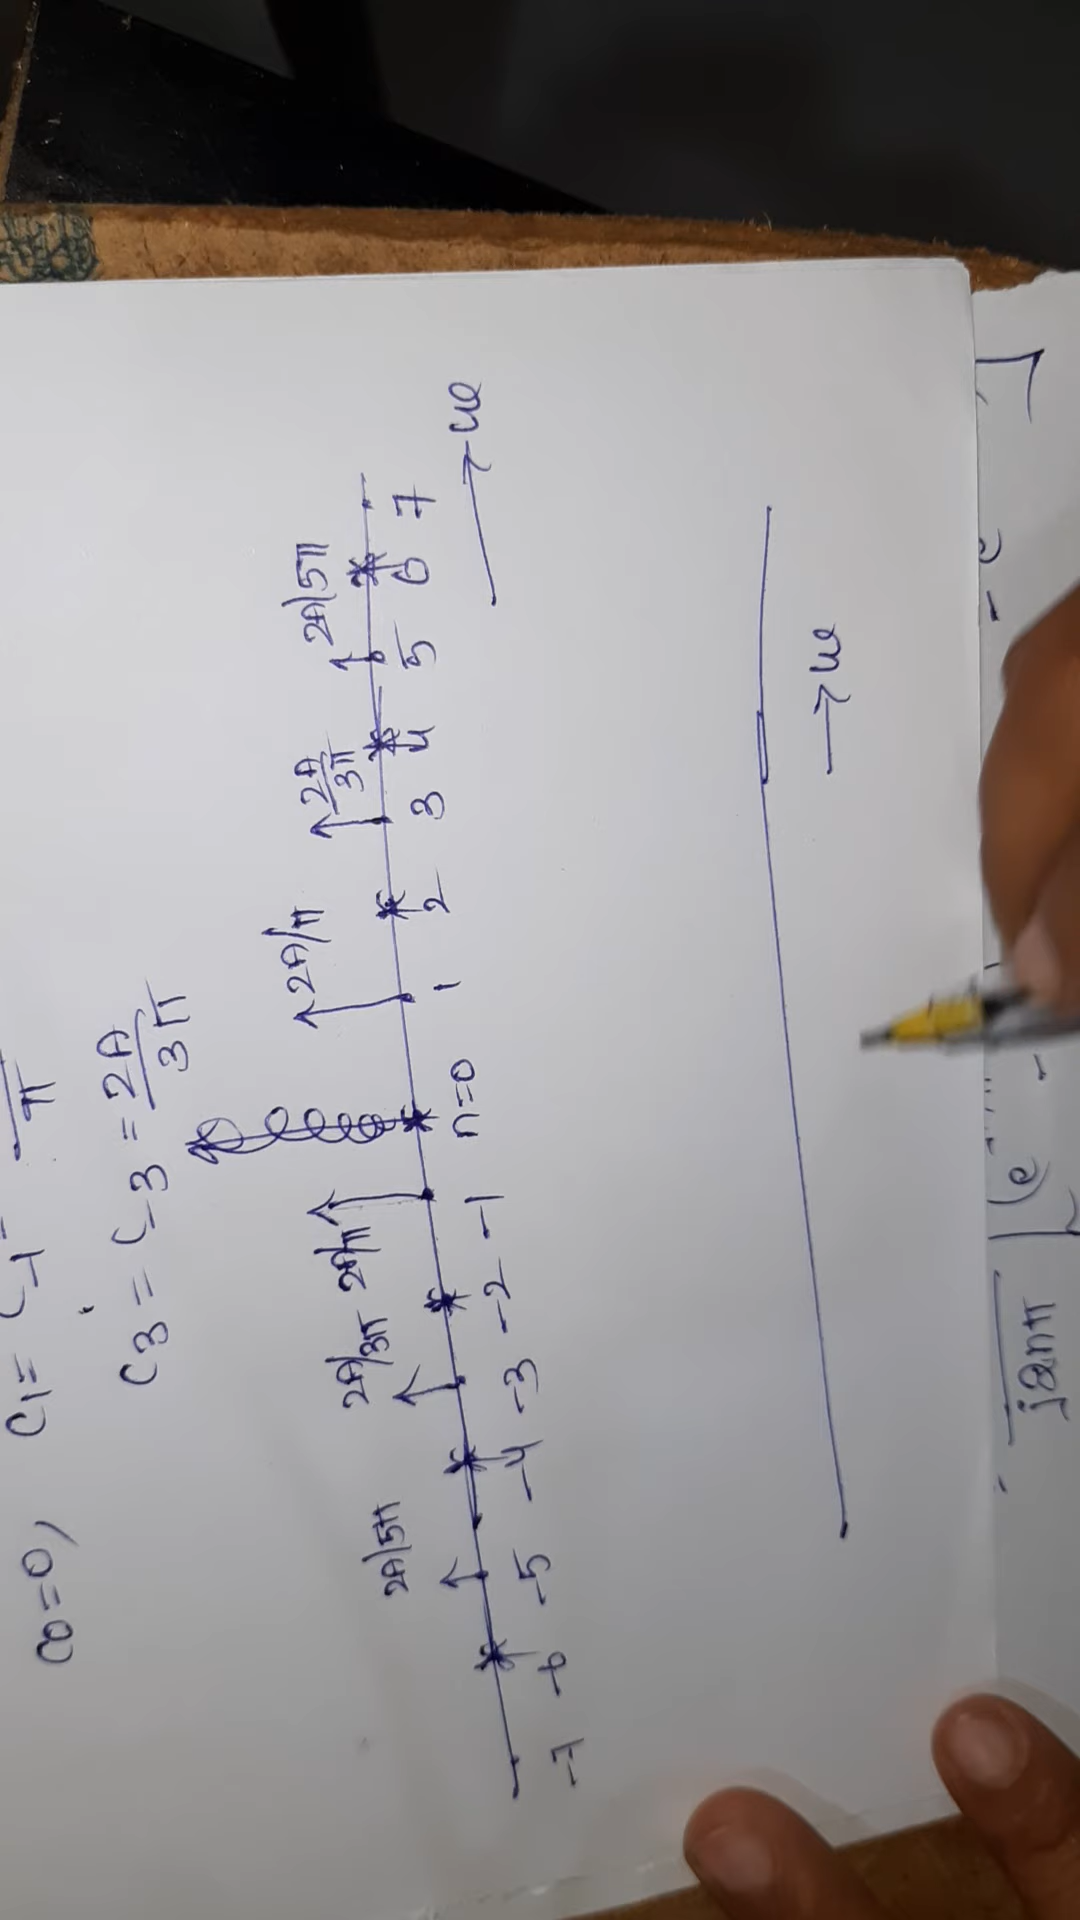 C0=0, C1= C-1=
π
C3 = C-3 = 2A/3π
2A/5π 2A/3π 2A/π 2A/π 2A/3π 2A/5π
-7 -6 -5 -4 -3 -2 -1 n=0 1 2 3 4 5 6 7
→ω
→ω
j2nπ [e